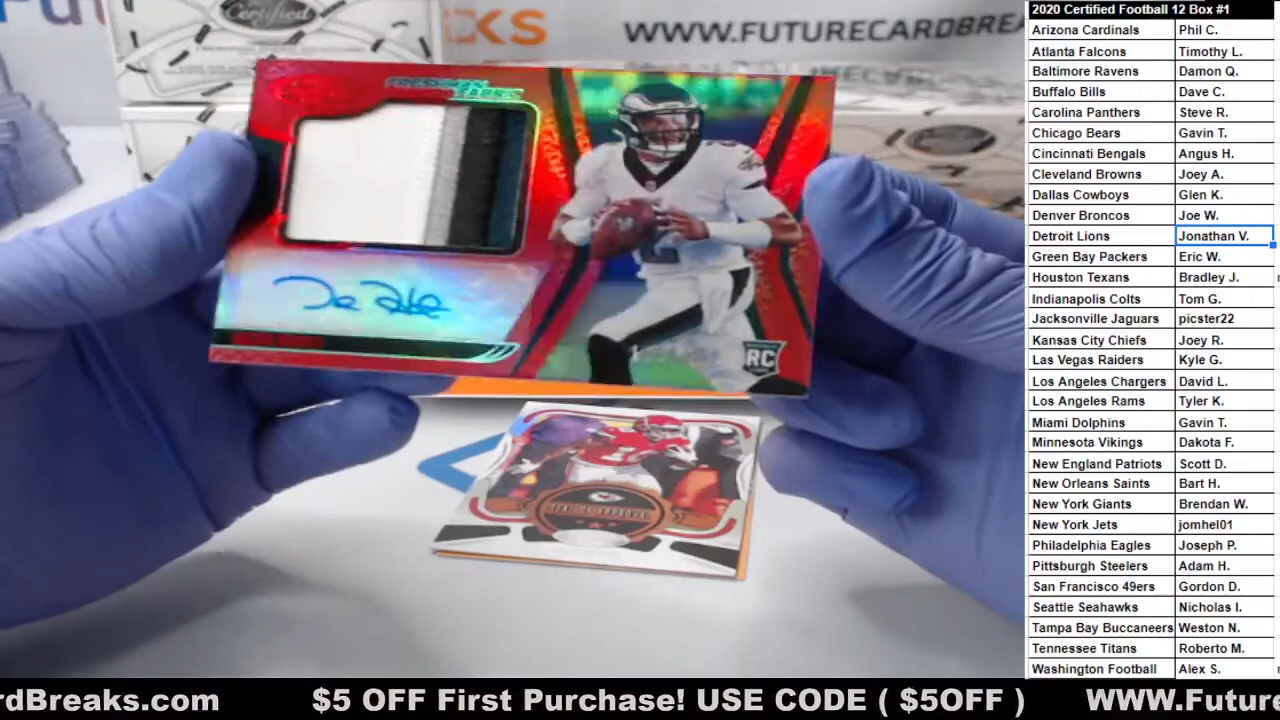 2020 Certified Football 12 Box #1
Arizona Cardinals Phil C.
Atlanta Falcons Timothy L.
Baltimore Ravens Damon Q.
Buffalo Bills Dave C.
Carolina Panthers Steve R.
Chicago Bears Gavin T.
Cincinnati Bengals Angus H.
Cleveland Browns Joey A.
Dallas Cowboys Glen K.
Denver Broncos Joe W.
Detroit Lions Jonathan V.
Green Bay Packers Eric W.
Houston Texans Bradley J.
Indianapolis Colts Tom G.
Jacksonville Jaguars picster22
Kansas City Chiefs Joey R.
Las Vegas Raiders Kyle G.
Los Angeles Chargers David L.
Los Angeles Rams Tyler K.
Miami Dolphins Gavin T.
Minnesota Vikings Dakota F.
New England Patriots Scott D.
New Orleans Saints Bart H.
New York Giants Brendan W.
New York Jets jomhel01
Philadelphia Eagles Joseph P.
Pittsburgh Steelers Adam H.
San Francisco 49ers Gordon D.
Seattle Seahawks Nicholas I.
Tampa Bay Buccaneers Weston N.
Tennessee Titans Roberto M.
Washington Football Alex S.
Certified
KS
WWW.FUTURECARDBREA
FRESHMAN
FABRIC
RC
rdBreaks.com $5 OFF First Purchase! USE CODE ( $5OFF ) WWW.Future